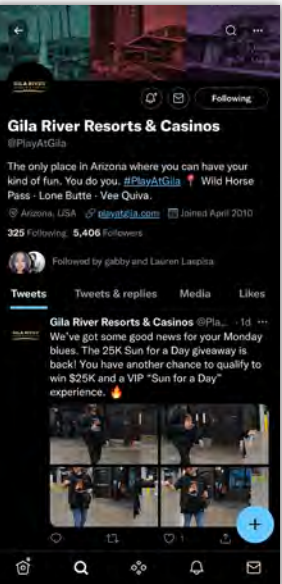 GILA RIVER
Following
Gila River Resorts & Casinos
@PlayAtGila
The only place in Arizona where you can have your
kind of fun. You do you. #PlayAtGila 📍 Wild Horse
Pass - Lone Butte - Vee Quiva.
Arizona, USA playatgila.com Joined April 2010
325 Following 5,406 Followers
Followed by gabby and Lauren Laspisa
Tweets Tweets & replies Media Likes
GILA RIVER
Gila River Resorts & Casinos @Pla... · 1d
We've got some good news for your Monday
blues. The 25K Sun for a Day giveaway is
back! You have another chance to qualify to
win $25K and a VIP "Sun for a Day"
experience. 🔥
1